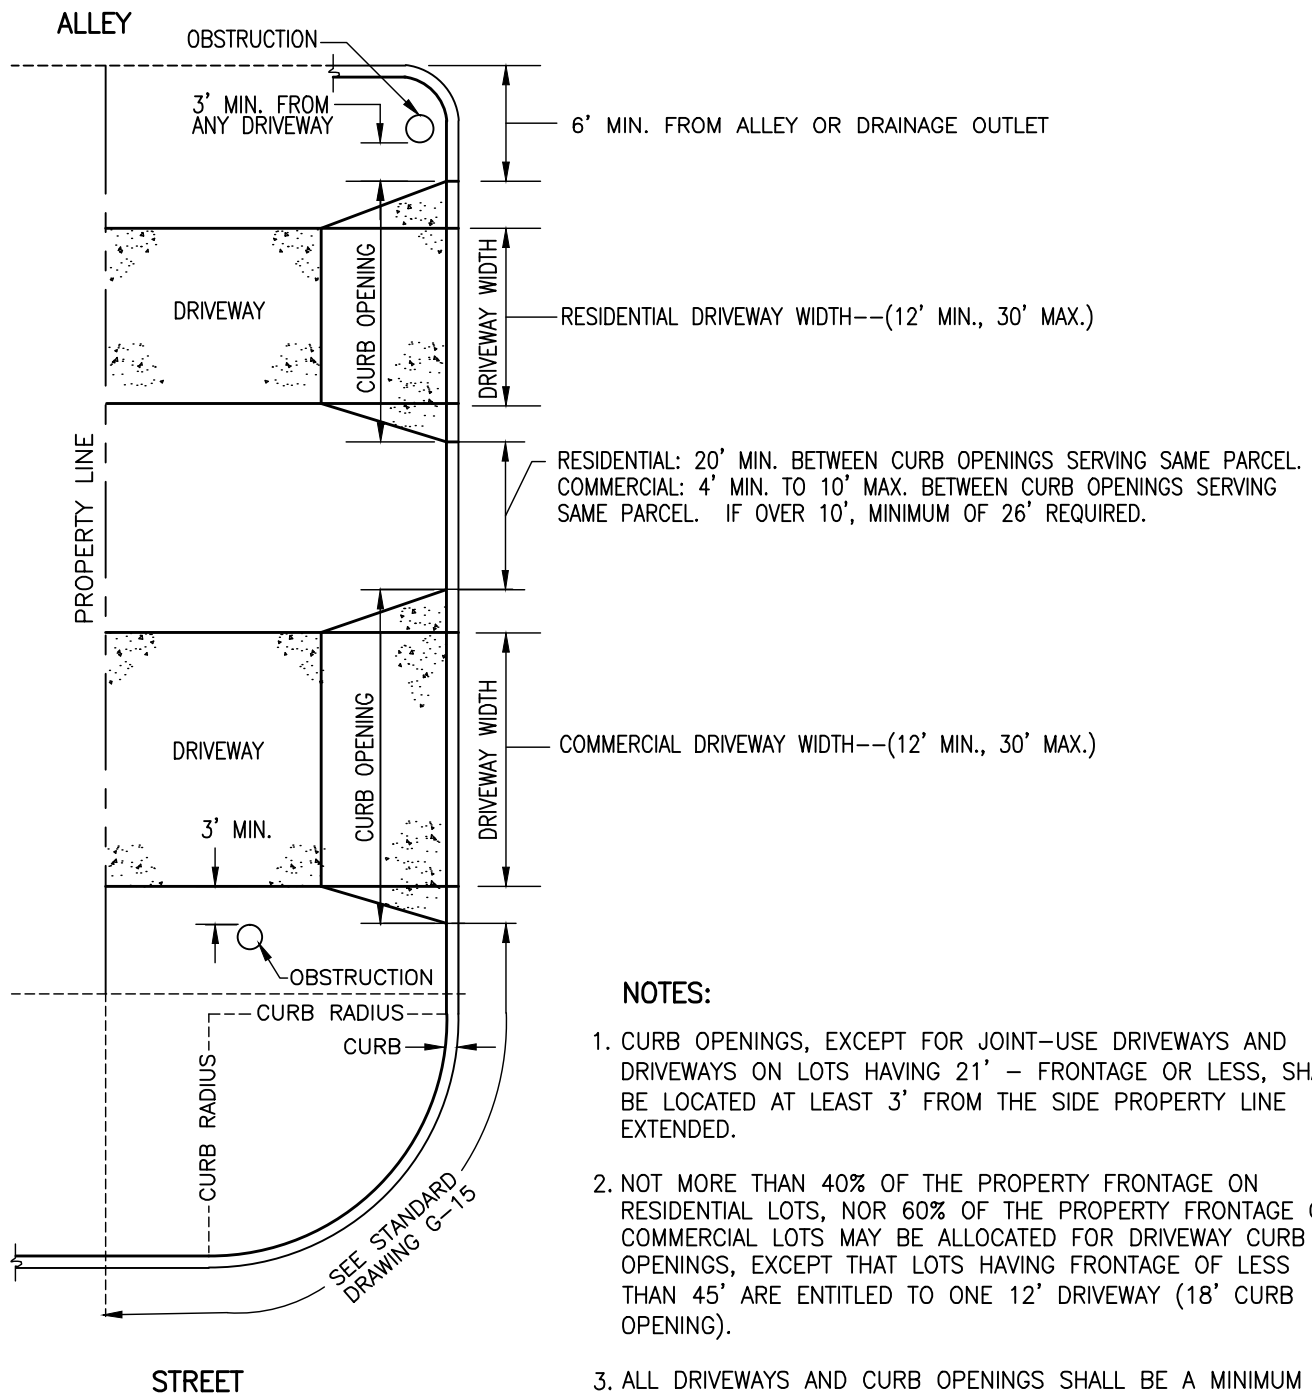 ALLEY
OBSTRUCTION
3' MIN. FROM
ANY DRIVEWAY
6' MIN. FROM ALLEY OR DRAINAGE OUTLET
DRIVEWAY
CURB OPENING
DRIVEWAY WIDTH
RESIDENTIAL DRIVEWAY WIDTH--(12' MIN., 30' MAX.)
PROPERTY LINE
RESIDENTIAL: 20' MIN. BETWEEN CURB OPENINGS SERVING SAME PARCEL.
COMMERCIAL: 4' MIN. TO 10' MAX. BETWEEN CURB OPENINGS SERVING
SAME PARCEL. IF OVER 10', MINIMUM OF 26' REQUIRED.
DRIVEWAY
CURB OPENING
DRIVEWAY WIDTH
COMMERCIAL DRIVEWAY WIDTH--(12' MIN., 30' MAX.)
3' MIN.
OBSTRUCTION
CURB RADIUS
CURB
CURB RADIUS
SEE STANDARD
DRAWING G-15
STREET
NOTES:
1. CURB OPENINGS, EXCEPT FOR JOINT-USE DRIVEWAYS AND
DRIVEWAYS ON LOTS HAVING 21' - FRONTAGE OR LESS,
BE LOCATED AT LEAST 3' FROM THE SIDE PROPERTY LINE
EXTENDED.
2. NOT MORE THAN 40% OF THE PROPERTY FRONTAGE ON
RESIDENTIAL LOTS, NOR 60% OF THE PROPERTY FRONTAGE
COMMERCIAL LOTS MAY BE ALLOCATED FOR DRIVEWAY CURB
OPENINGS, EXCEPT THAT LOTS HAVING FRONTAGE OF LESS
THAN 45' ARE ENTITLED TO ONE 12' DRIVEWAY (18' CURB
OPENING).
3. ALL DRIVEWAYS AND CURB OPENINGS SHALL BE A MINIMUM